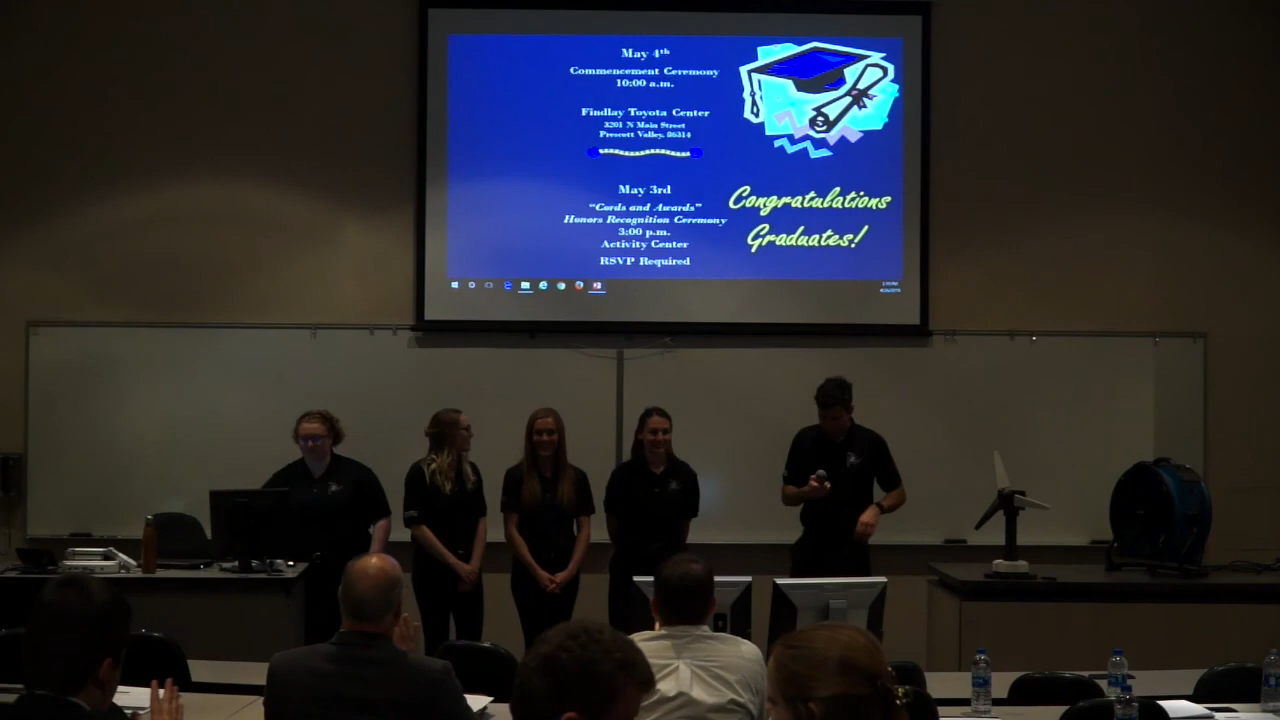 May 4th
Commencement Ceremony
10:00 a.m.
Findlay Toyota Center
3201 N Main Street
Prescott Valley, 86314
May 3rd
"Cords and Awards"
Honors Recognition Ceremony
3:00 p.m.
Activity Center
RSVP Required
Congratulations
Graduates!